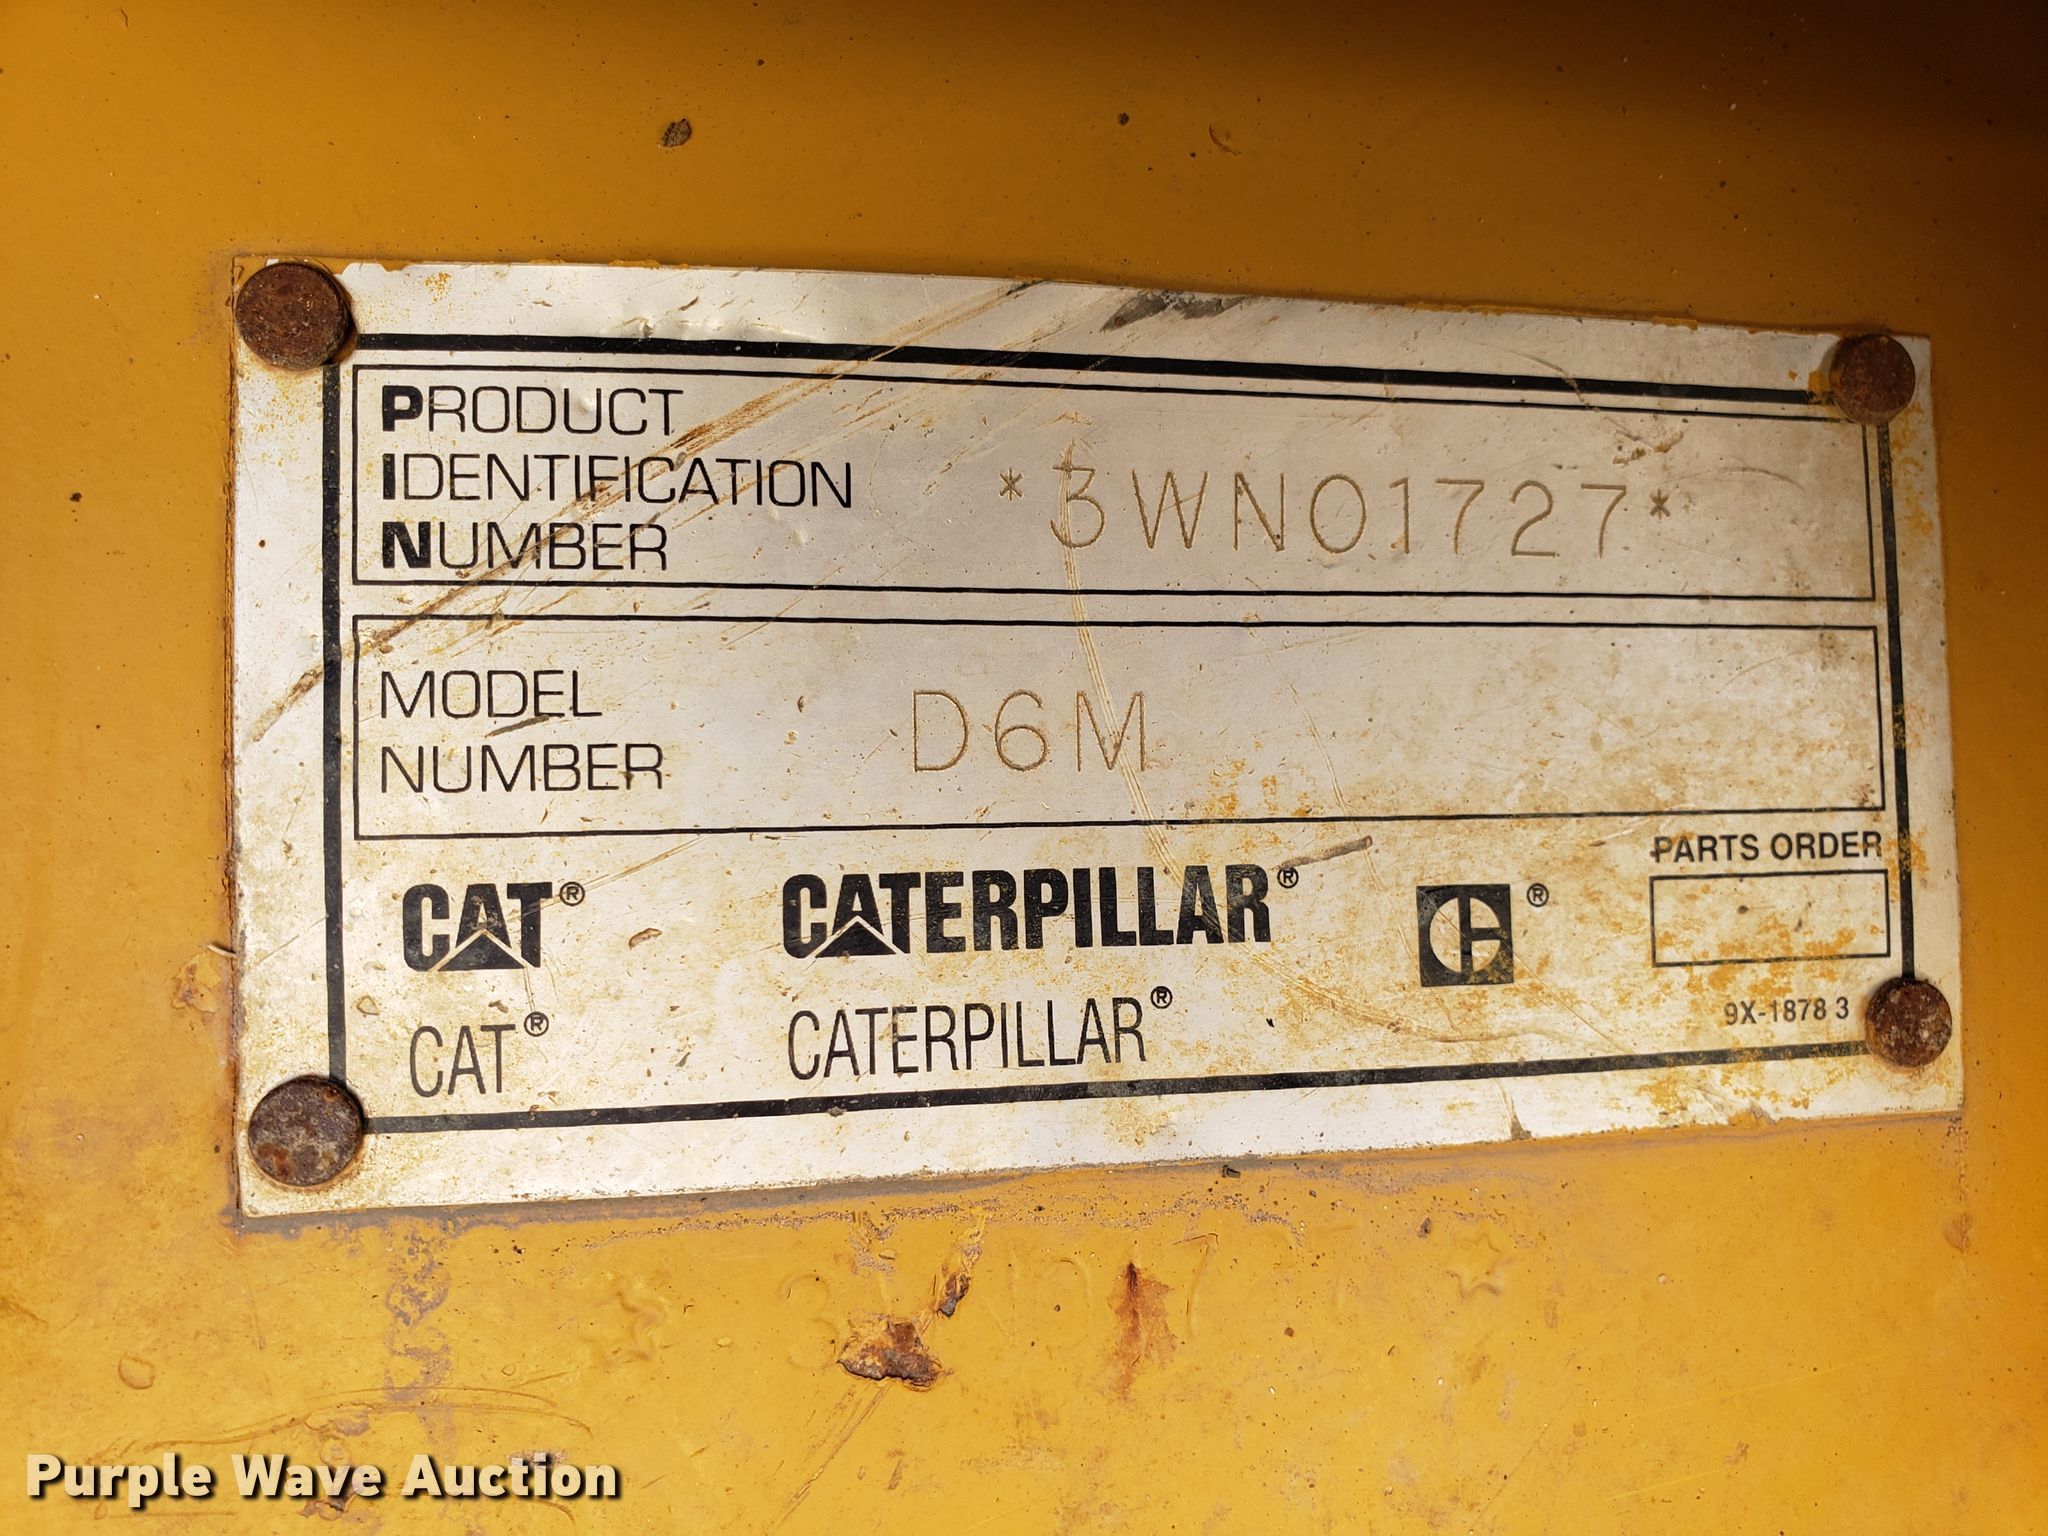 PRODUCT
IDENTIFICATION
NUMBER
*3WN01727*
MODEL
NUMBER
D6M
PARTS ORDER
CAT® CATERPILLAR® ®
CAT® CATERPILLAR®
9X-1878 3
Purple Wave Auction